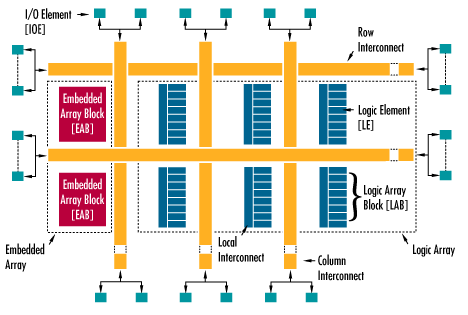 I/O Element
[IOE]
Row
Interconnect
Embedded
Array Block
[EAB]
Logic Element
[LE]
Embedded
Array Block
[EAB]
Logic Array
Block [LAB]
Embedded
Array
Local
Interconnect
Logic Array
Column
Interconnect